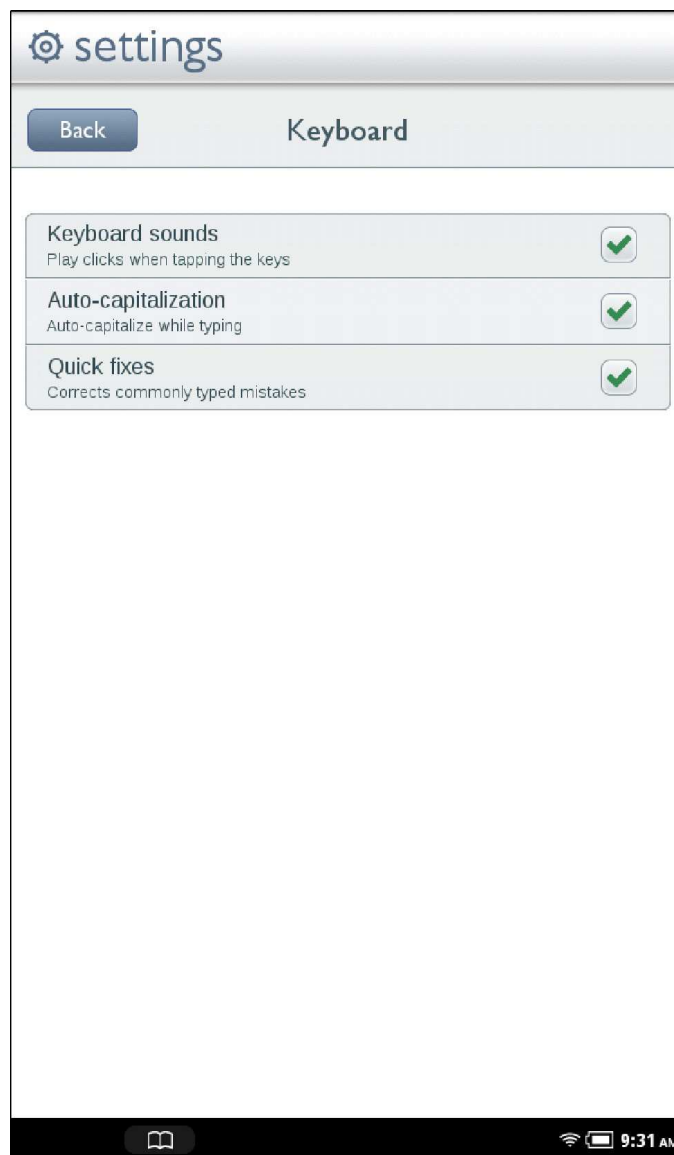 settings
Back
Keyboard
Keyboard sounds
Play clicks when tapping the keys
Auto-capitalization
Auto-capitalize while typing
Quick fixes
Corrects commonly typed mistakes
9:31 AM